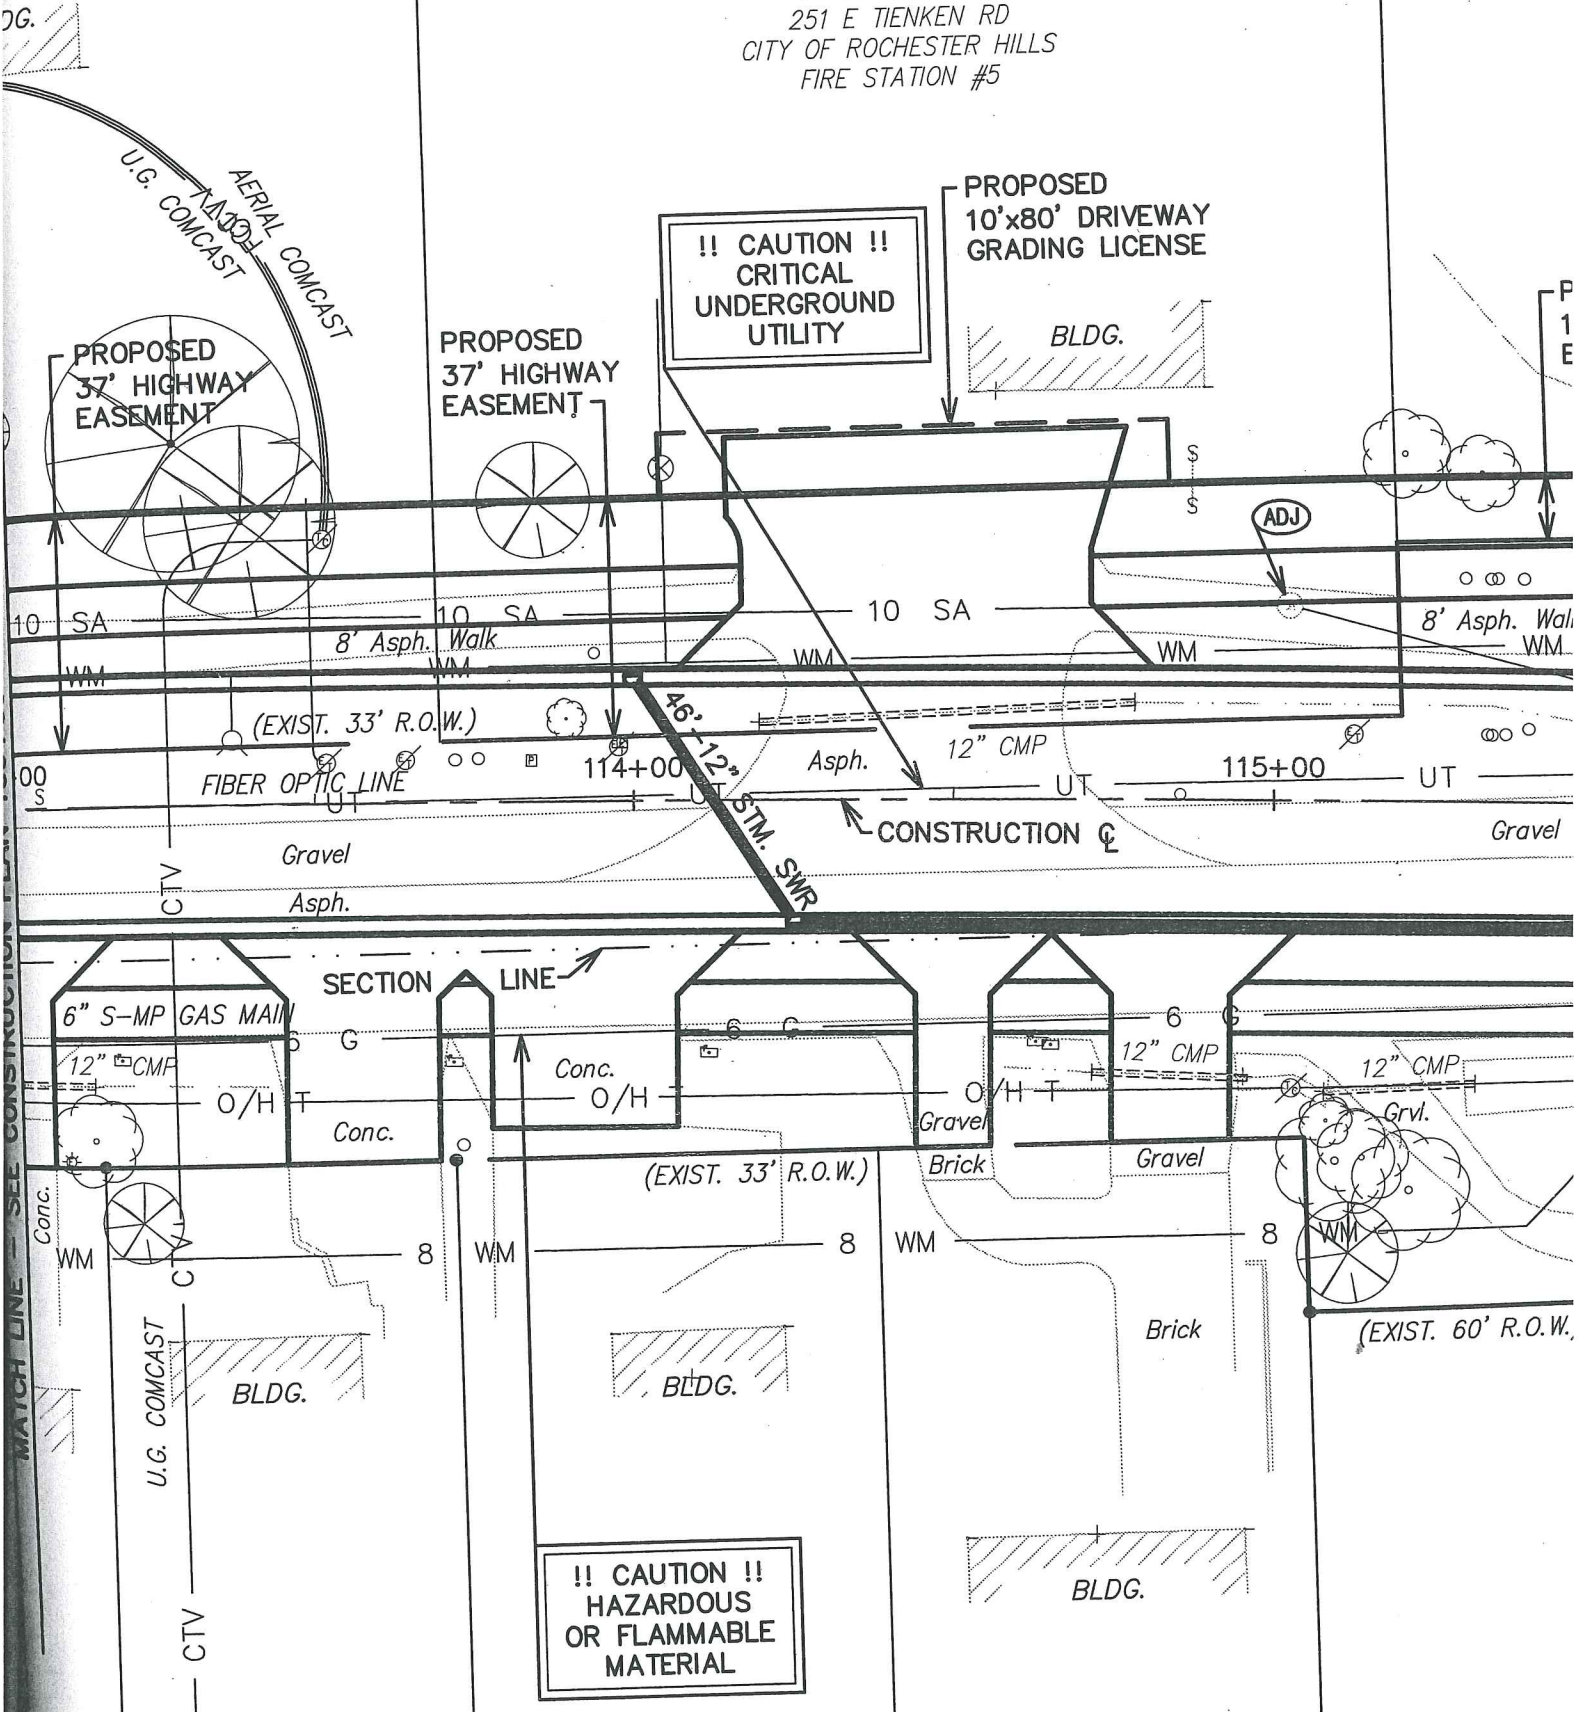 DG.
251 E TIENKEN RD
CITY OF ROCHESTER HILLS
FIRE STATION #5
U.G. COMCAST
AERIAL COMCAST
PROPOSED
10'x80' DRIVEWAY
GRADING LICENSE
!! CAUTION !!
CRITICAL
UNDERGROUND
UTILITY
BLDG.
PROPOSED
37' HIGHWAY
EASEMENT
PROPOSED
37' HIGHWAY
EASEMENT
P
1
E
S
S
ADJ
10 SA
10 SA
10 SA
8' Asph. Walk
8' Asph. Wal
WM
WM
WM
WM
WM
(EXIST. 33' R.O.W.)
46'-12" STM. SWR
12" CMP
Asph.
00
S
FIBER OPTIC LINE
114+00
115+00
UT
UT
UT
UT
CONSTRUCTION ℄
Gravel
Gravel
CTV
Asph.
SECTION LINE
6" S-MP GAS MAIN
6 G
6 G
6 G
12" CMP
12" CMP
12" CMP
Conc.
O/H T
O/H
O/H T
Conc.
Gravel
Grvl.
(EXIST. 33' R.O.W.)
Brick
Gravel
Conc.
WM
8 WM
8 WM
8 WM
CTV
Brick
(EXIST. 60' R.O.W.
U.G. COMCAST
BLDG.
BLDG.
MATCH LINE - SEE CONSTRUCTION PLAN
!! CAUTION !!
HAZARDOUS
OR FLAMMABLE
MATERIAL
BLDG.
CTV